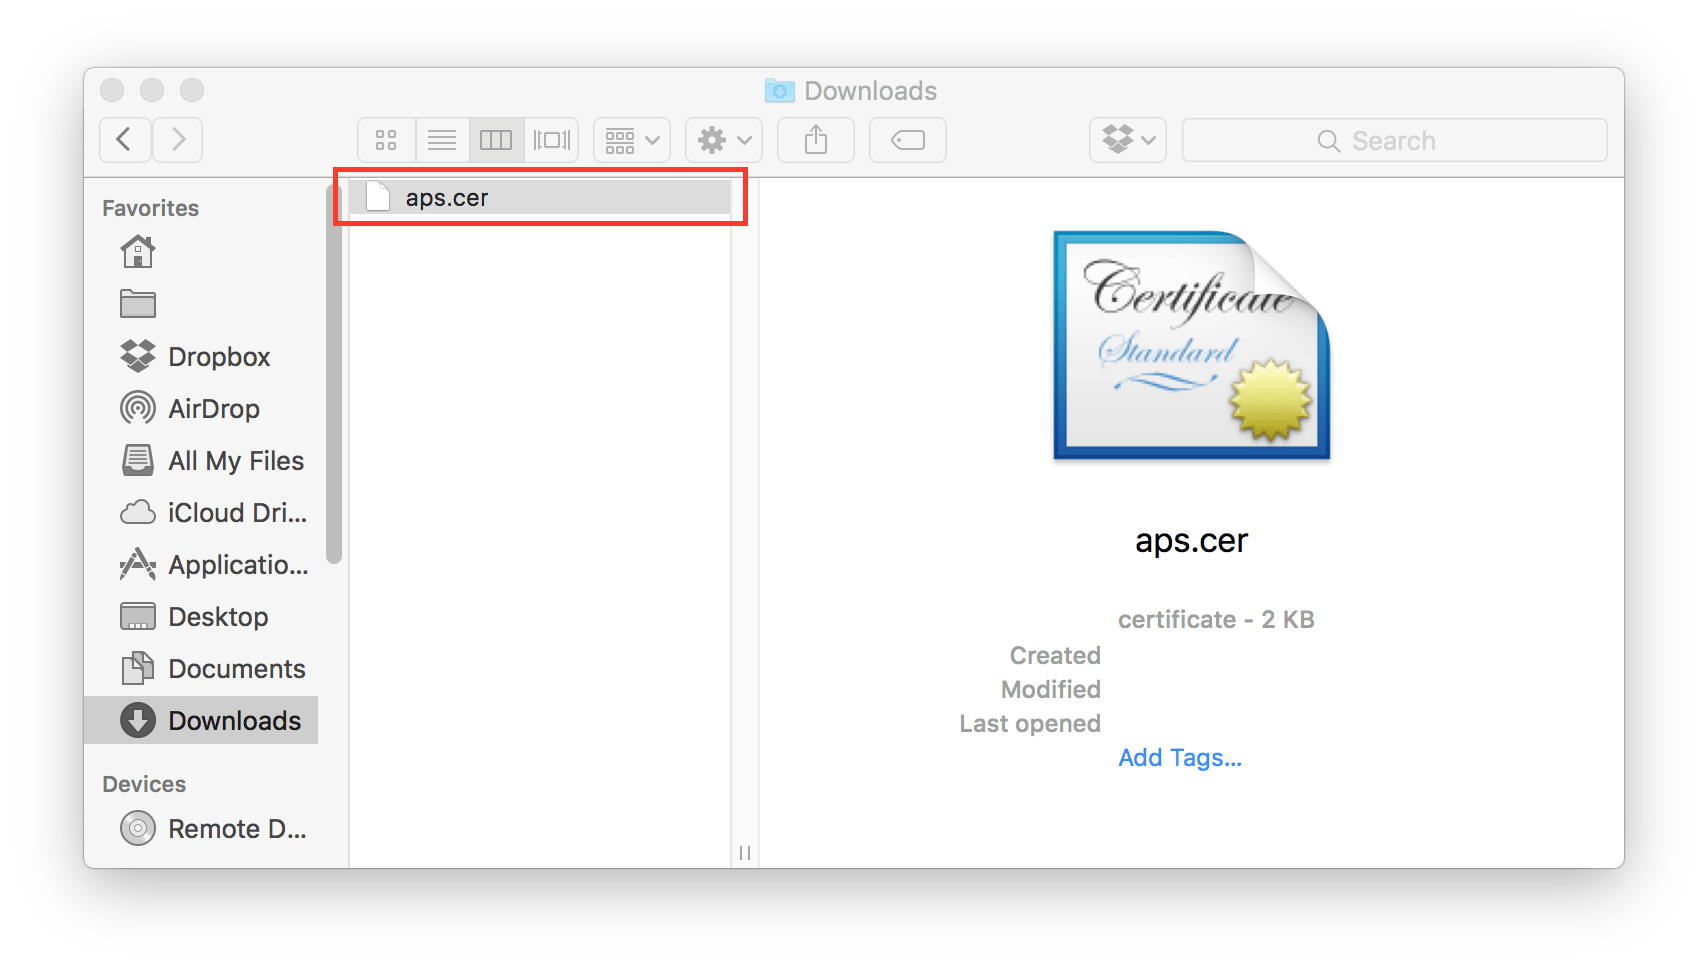 Downloads
Search
Favorites
Dropbox
AirDrop
All My Files
iCloud Dri...
Applicatio...
Desktop
Documents
Downloads
Devices
Remote D...
aps.cer
Certificate
Standard
aps.cer
certificate - 2 KB
Created
Modified
Last opened
Add Tags...